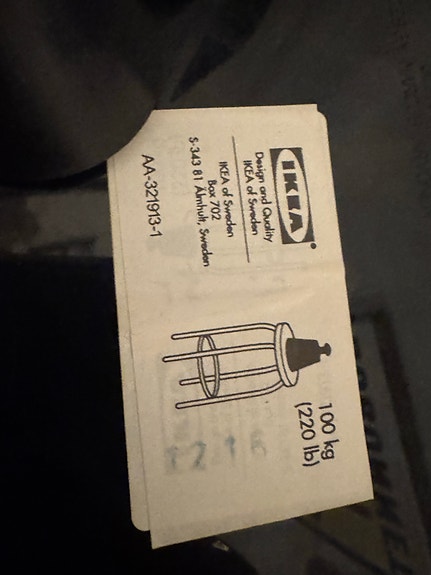 IKEA®
Design and Quality
IKEA of Sweden
IKEA of Sweden
Box 702
S-343 81 Älmhult, Sweden
AA-321913-1
100 kg
(220 lb)